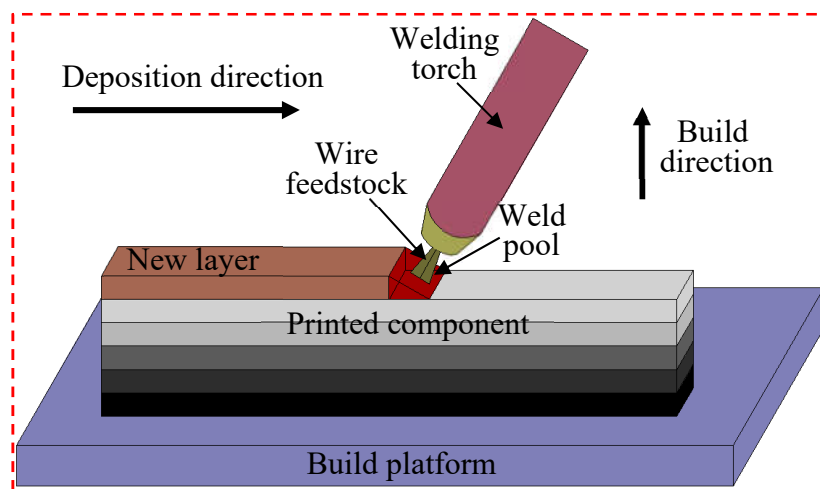 Welding
torch
Deposition direction
Build
direction
Wire
feedstock
Weld
pool
New layer
Printed component
Build platform